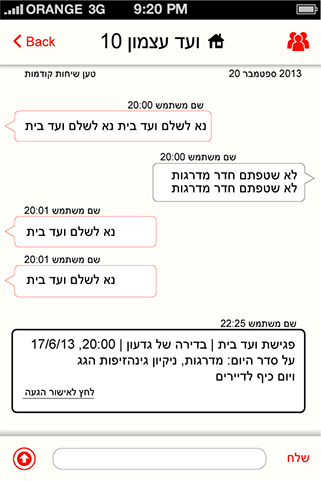 ORANGE 3G 9:20 PM
Back
ועד עצמון 10
טען שיחות קודמות
20 ספטמבר 2013
שם משתמש 20:00
נא לשלם ועד בית נא לשלם ועד בית
שם משתמש 20:00
לא שטפתם חדר מדרגות
לא שטפתם חדר מדרגות
שם משתמש 20:01
נא לשלם ועד בית
שם משתמש 20:01
נא לשלם ועד בית
שם משתמש 22:25
פגישת ועד בית | בדירה של גדעון | 20:00, 17/6/13
על סדר היום: מדרגות, ניקיון גינהזיפות הגג
ויום כיף לדיירים
לחץ לאישור הגעה
שלח